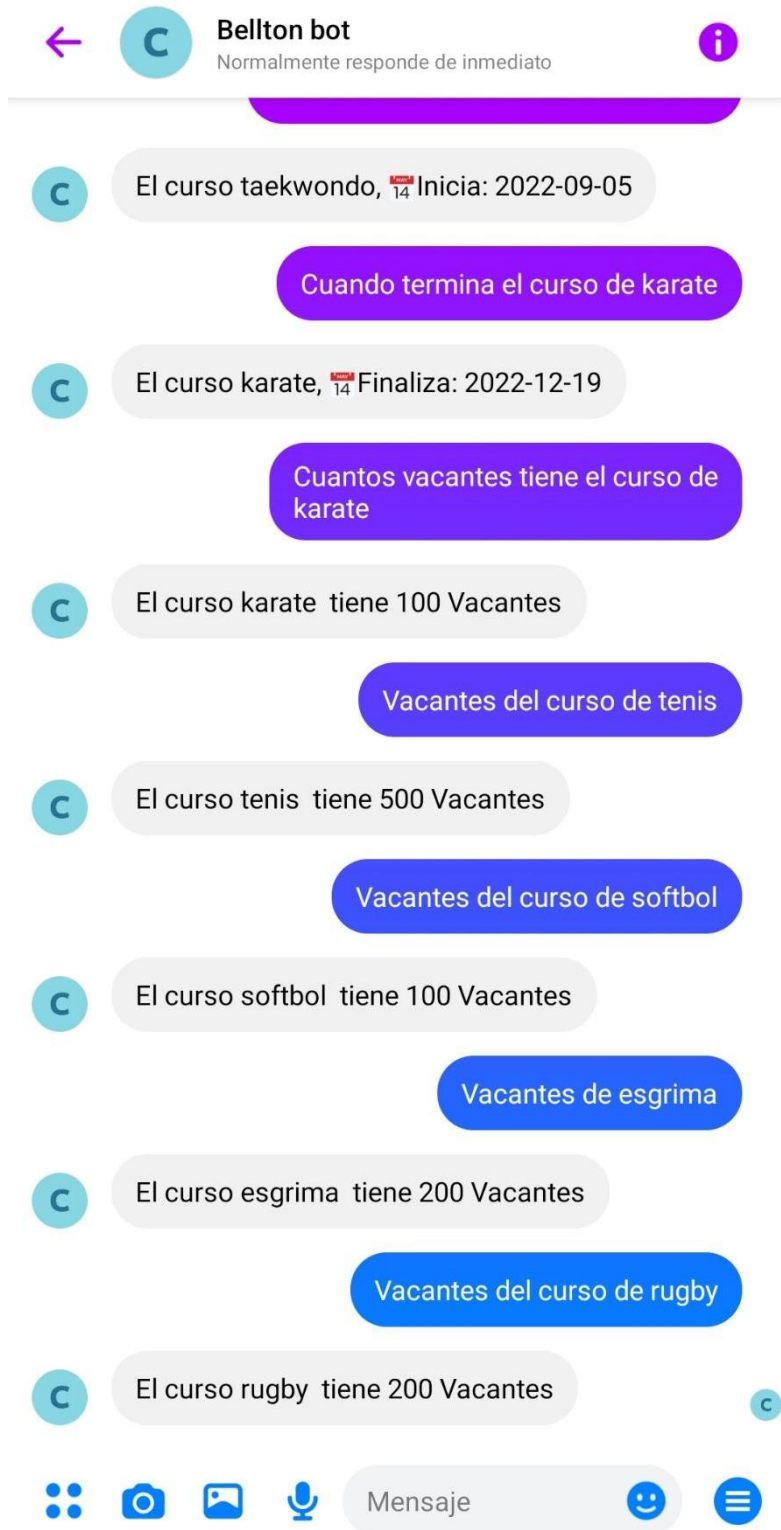 C
Bellton bot
Normalmente responde de inmediato
C
El curso taekwondo, 📅Inicia: 2022-09-05
Cuando termina el curso de karate
C
El curso karate, 📅Finaliza: 2022-12-19
Cuantos vacantes tiene el curso de
karate
C
El curso karate  tiene 100 Vacantes
Vacantes del curso de tenis
C
El curso tenis  tiene 500 Vacantes
Vacantes del curso de softbol
C
El curso softbol  tiene 100 Vacantes
Vacantes de esgrima
C
El curso esgrima  tiene 200 Vacantes
Vacantes del curso de rugby
C
El curso rugby  tiene 200 Vacantes
C
Mensaje